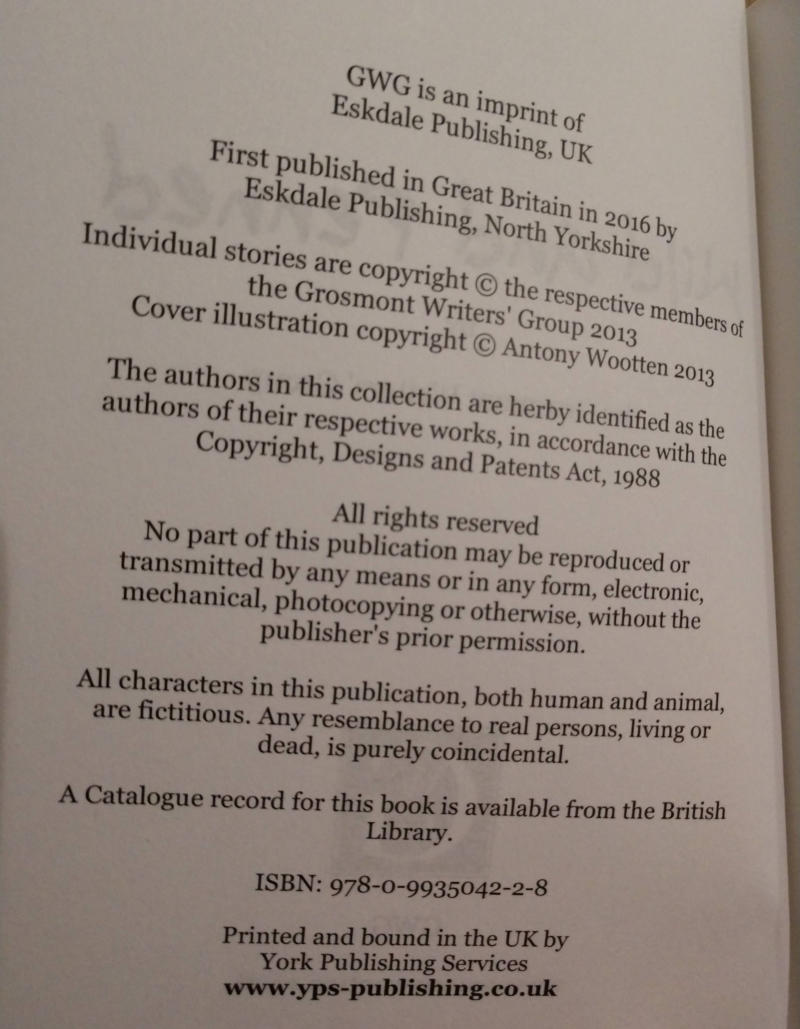 GWG is an imprint of
Eskdale Publishing, UK
First published in Great Britain in 2016 by
Eskdale Publishing, North Yorkshire
Individual stories are copyright © the respective members of
the Grosmont Writers' Group 2013
Cover illustration copyright © Antony Wootten 2013
The authors in this collection are herby identified as the
authors of their respective works, in accordance with the
Copyright, Designs and Patents Act, 1988
All rights reserved
No part of this publication may be reproduced or
transmitted by any means or in any form, electronic,
mechanical, photocopying or otherwise, without the
publisher's prior permission.
All characters in this publication, both human and animal,
are fictitious. Any resemblance to real persons, living or
dead, is purely coincidental.
A Catalogue record for this book is available from the British
Library.
ISBN: 978-0-9935042-2-8
Printed and bound in the UK by
York Publishing Services
www.yps-publishing.co.uk